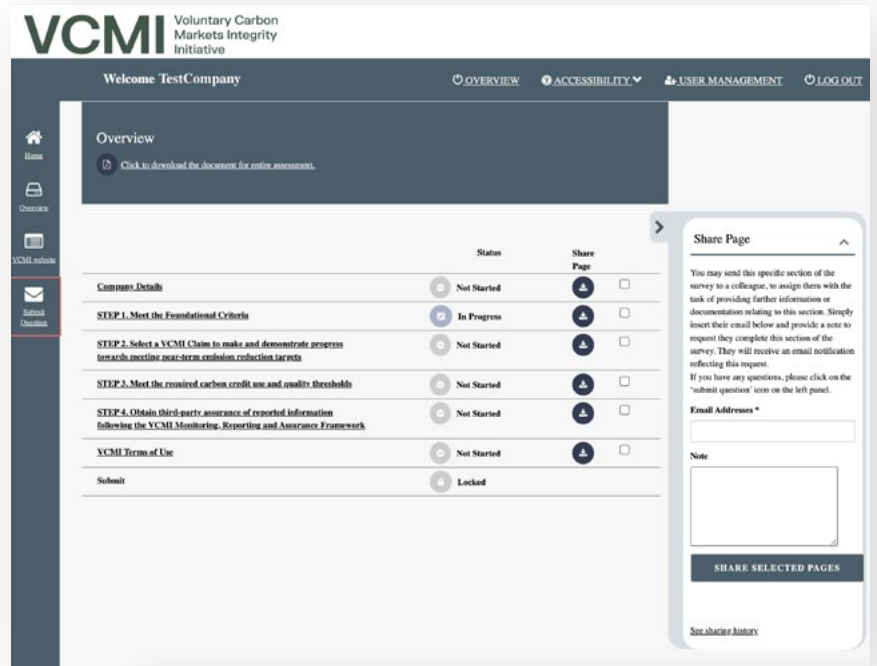 VCMI
Voluntary Carbon
Markets Integrity
Initiative
Welcome TestCompany
OVERVIEW
ACCESSIBILITY
USER MANAGEMENT
LOG OUT
Home
Overview
VCMI website
Submit
Question
Overview
Click to download the document for entire assessment.
Status
Share
Page
Company Details
Not Started
STEP 1. Meet the Foundational Criteria
In Progress
STEP 2. Select a VCMI Claim to make and demonstrate progress
towards meeting near-term emission reduction targets
Not Started
STEP 3. Meet the required carbon credit use and quality thresholds
Not Started
STEP 4. Obtain third-party assurance of reported information
following the VCMI Monitoring, Reporting and Assurance Framework
Not Started
VCMI Terms of Use
Not Started
Submit
Locked
Share Page
You may send this specific section of the
survey to a colleague, to assign them with the
task of providing further information or
documentation relating to this section. Simply
insert their email below and provide a note to
request they complete this section of the
survey. They will receive an email notification
reflecting this request.
If you have any questions, please click on the
'submit question' icon on the left panel.
Email Addresses *
Note
SHARE SELECTED PAGES
See sharing history